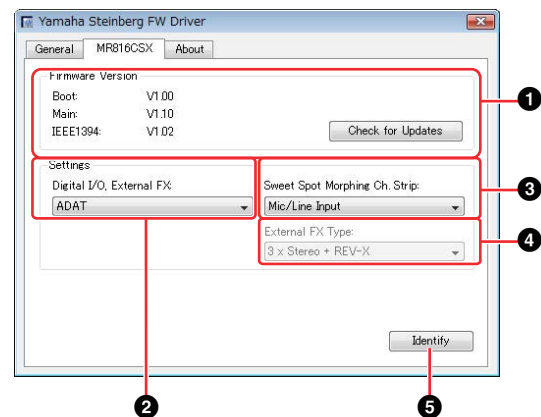 Yamaha Steinberg FW Driver
General MR816CSX About
Firmware Version
Boot: V1.00
Main: V1.10
IEEE1394: V1.02
Check for Updates
1
Settings
Digital I/O, External FX:
ADAT
Sweet Spot Morphing Ch. Strip:
Mic/Line Input
3
External FX Type:
3 x Stereo + REV-X
4
Identify
2
5